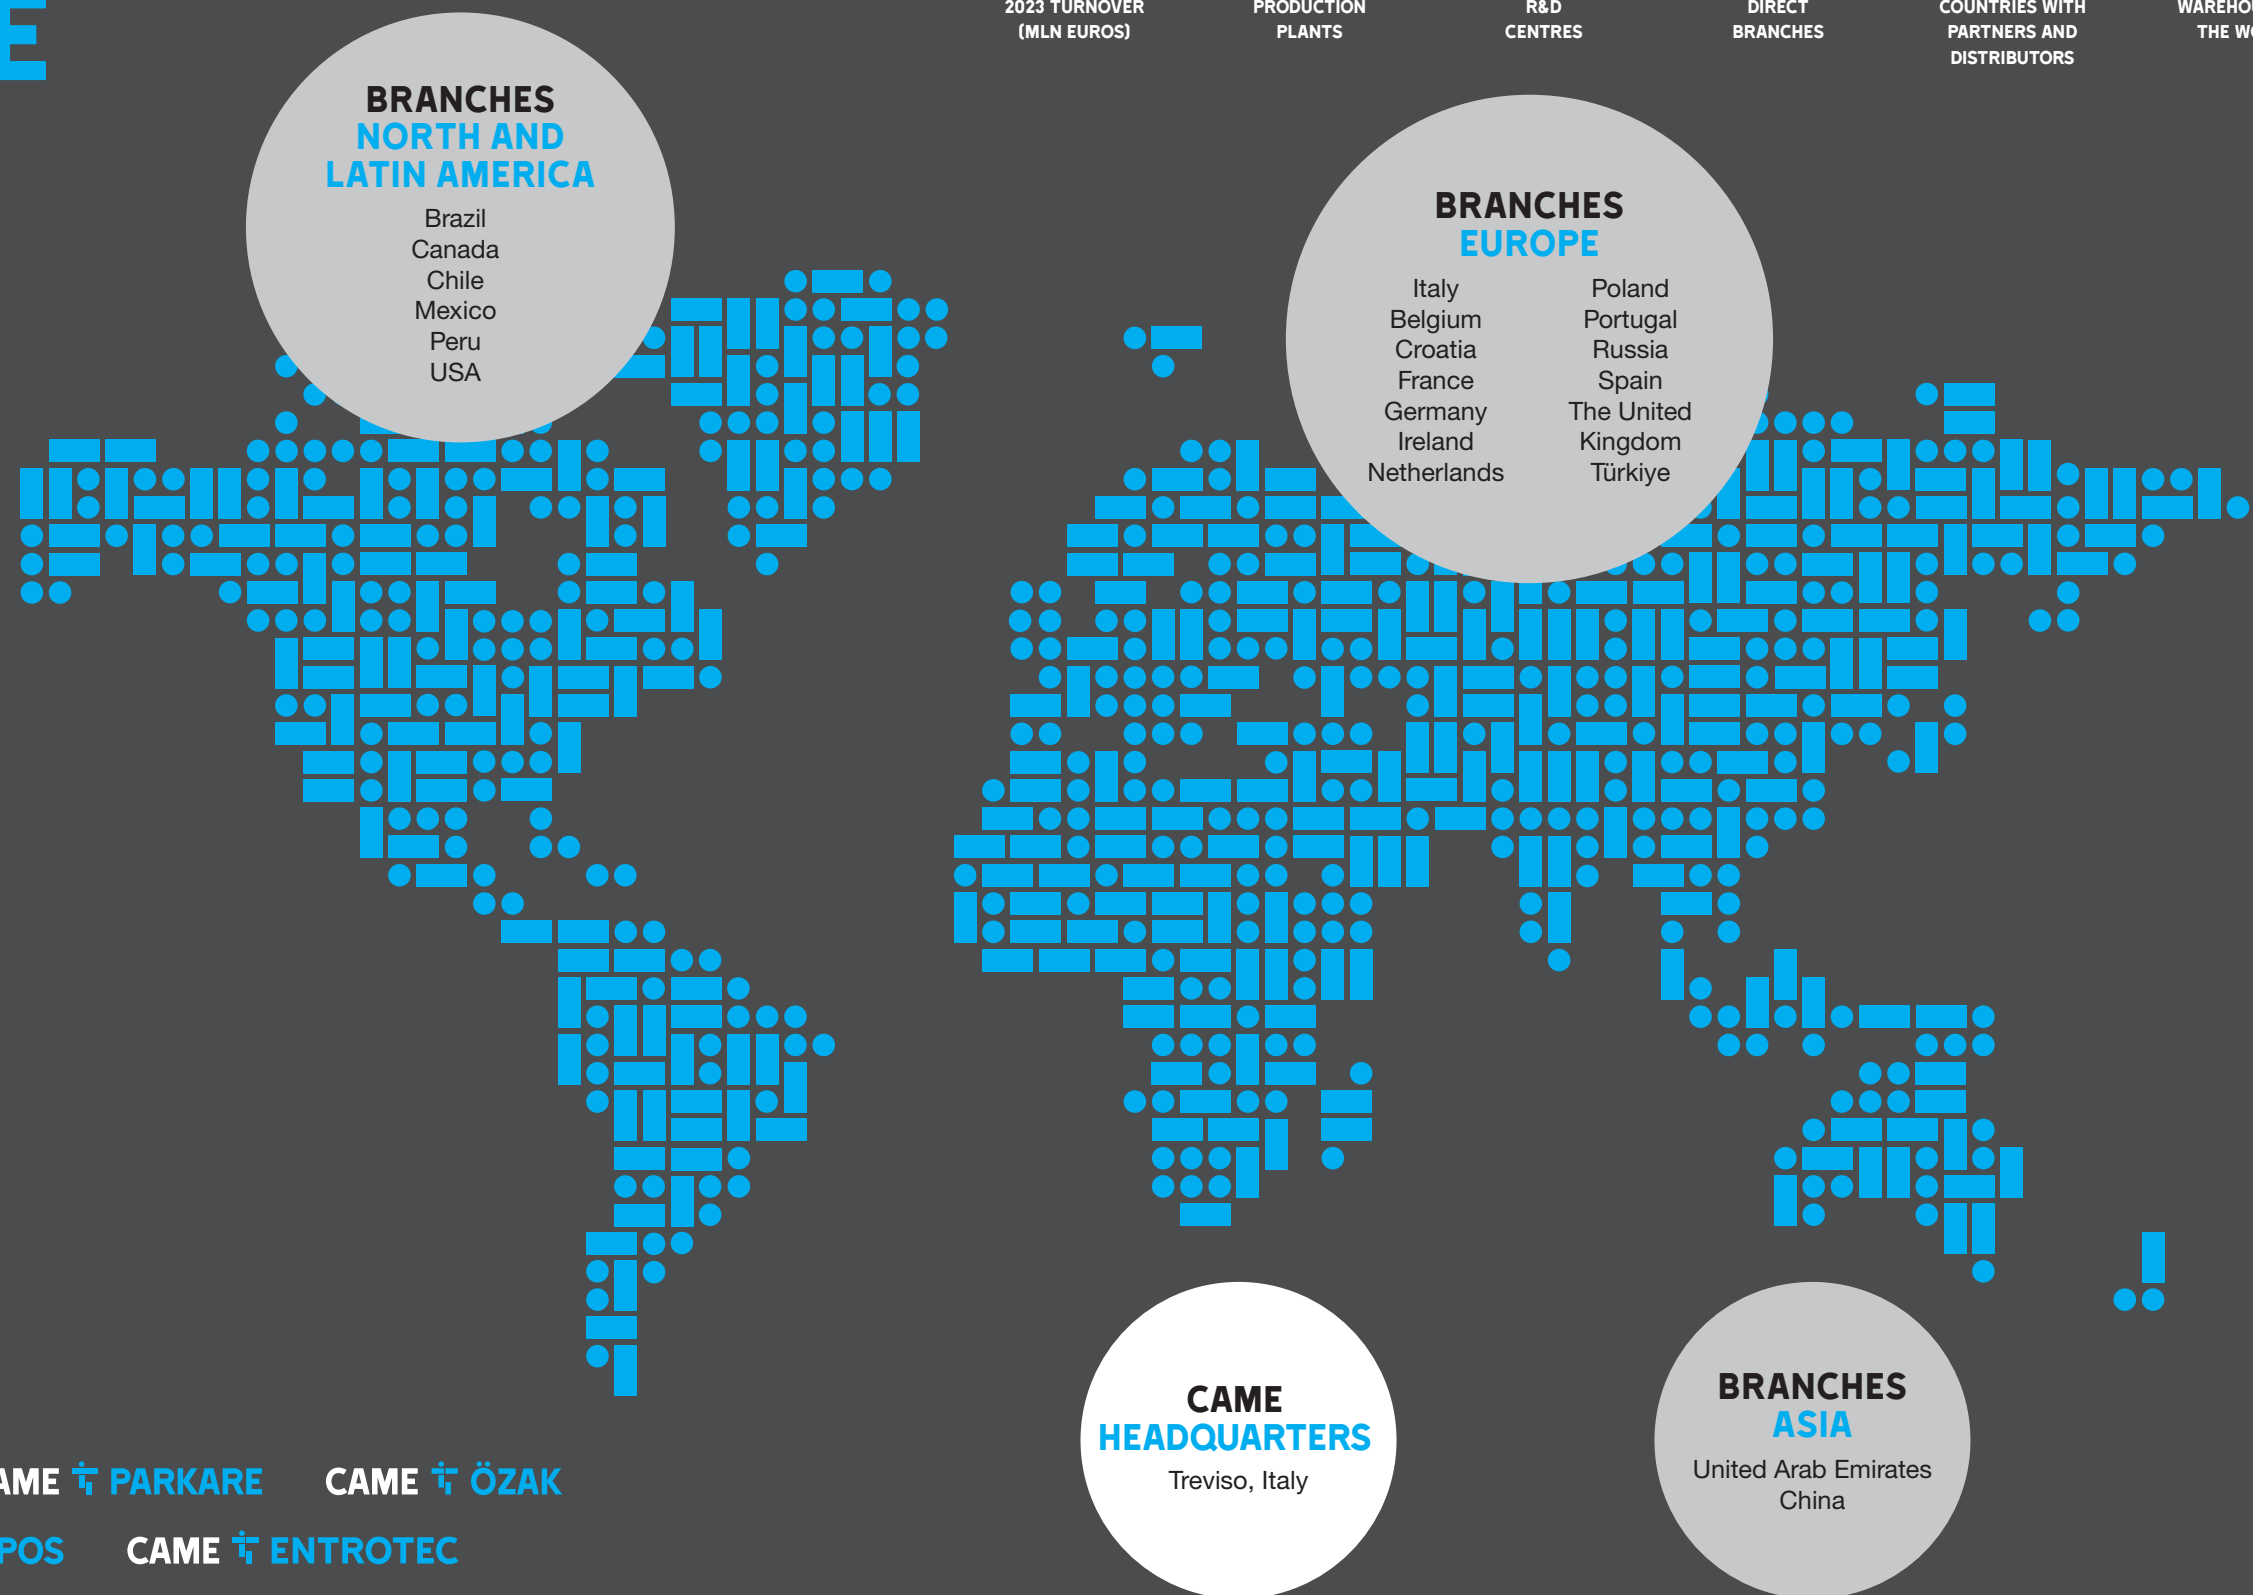 E
2023 TURNOVER
(MLN EUROS)
PRODUCTION
PLANTS
R&D
CENTRES
DIRECT
BRANCHES
COUNTRIES WITH
PARTNERS AND
DISTRIBUTORS
THE
BRANCHES
NORTH AND
LATIN AMERICA
Brazil
Canada
Chile
Mexico
Peru
USA
BRANCHES
EUROPE
Italy
Belgium
Croatia
France
Germany
Ireland
Netherlands
Poland
Portugal
Russia
Spain
The United
Kingdom
Türkiye
CAME
HEADQUARTERS
Treviso, Italy
BRANCHES
ASIA
United Arab Emirates
China
AME PARKARE
CAME ÖZAK
POS
CAME ENTROTEC